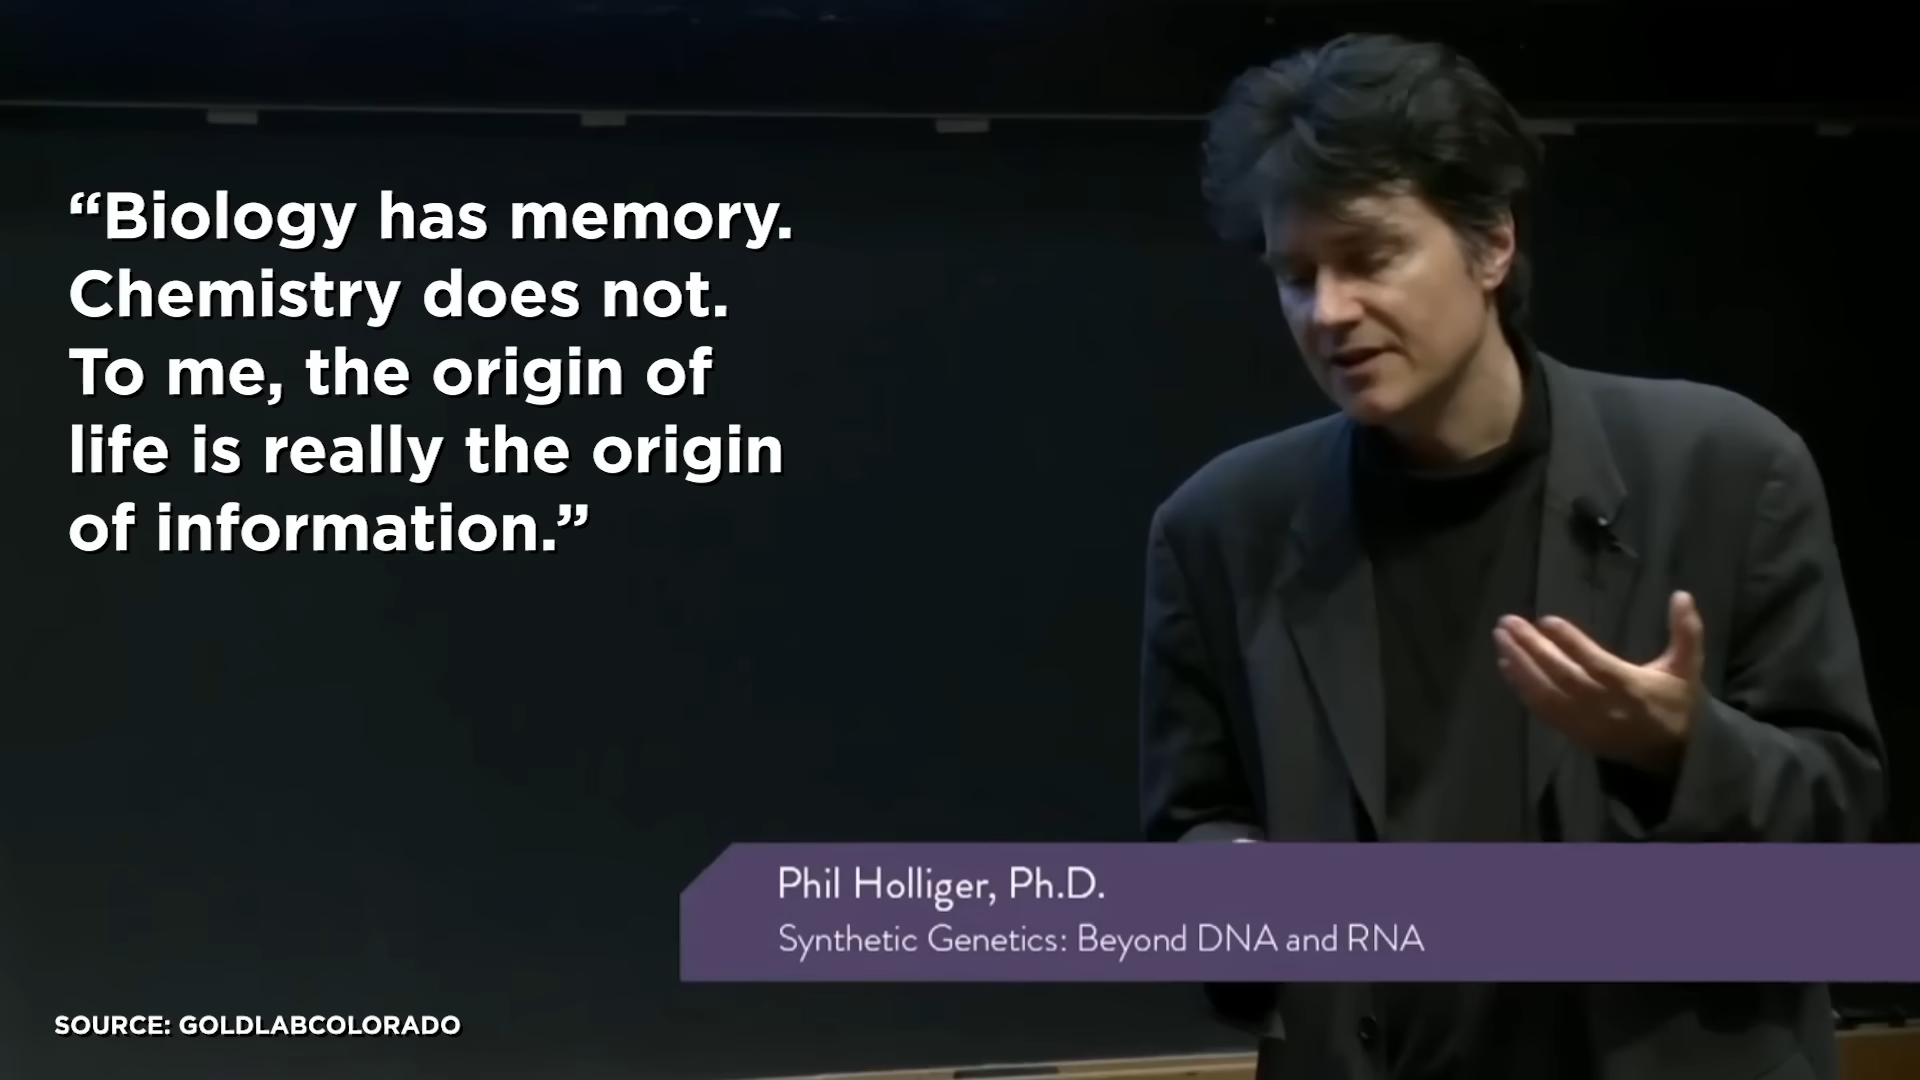 “Biology has memory.
Chemistry does not.
To me, the origin of
life is really the origin
of information.”
Phil Holliger, Ph.D.
Synthetic Genetics: Beyond DNA and RNA
SOURCE: GOLDLABCOLORADO